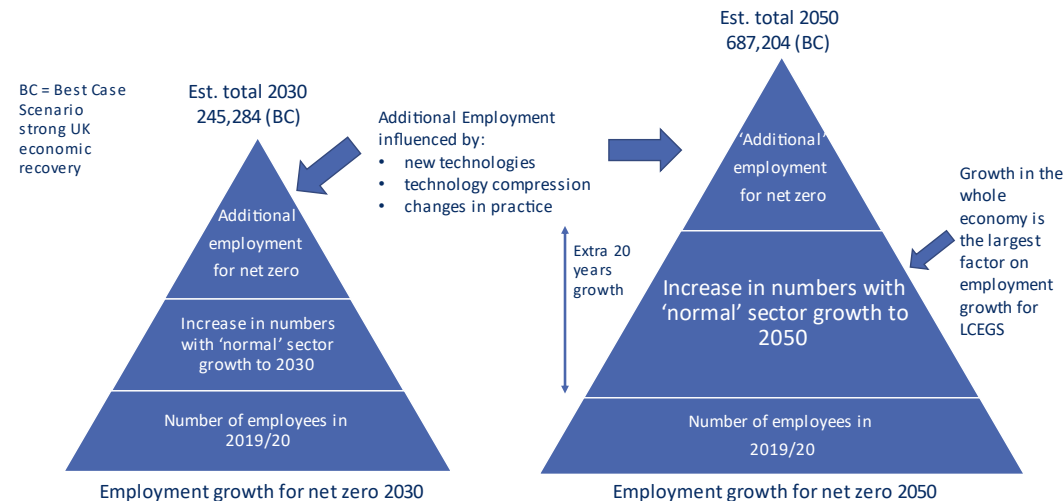 Est. total 2050
687,204 (BC)
BC = Best Case
Scenario
strong UK
economic
recovery
Est. total 2030
245,284 (BC)
Additional Employment
influenced by:
• new technologies
• technology compression
• changes in practice
'Additional'
employment
for net zero
Growth in the
whole
economy is
the largest
factor on
employment
growth for
LCEGS
Additional
employment
for net zero
Extra 20
years
growth
Increase in numbers with
'normal' sector growth to
2050
Increase in numbers
with 'normal' sector
growth to 2030
Number of employees in
2019/20
Number of employees in
2019/20
Employment growth for net zero 2030
Employment growth for net zero 2050